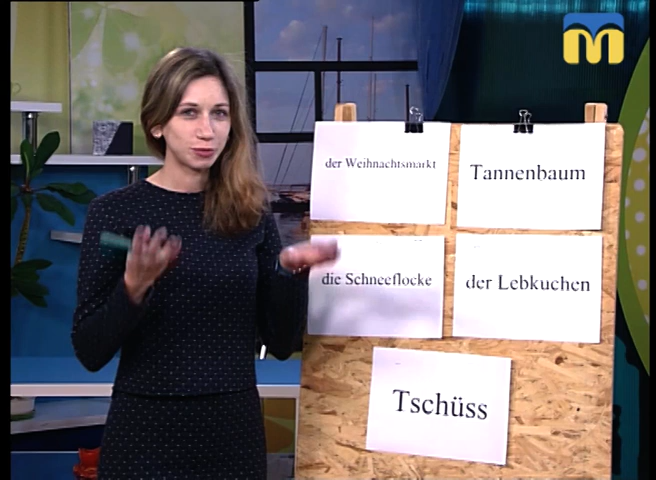 der Weihnachtsmarkt
Tannenbaum
die Schneeflocke
der Lebkuchen
Tschüss